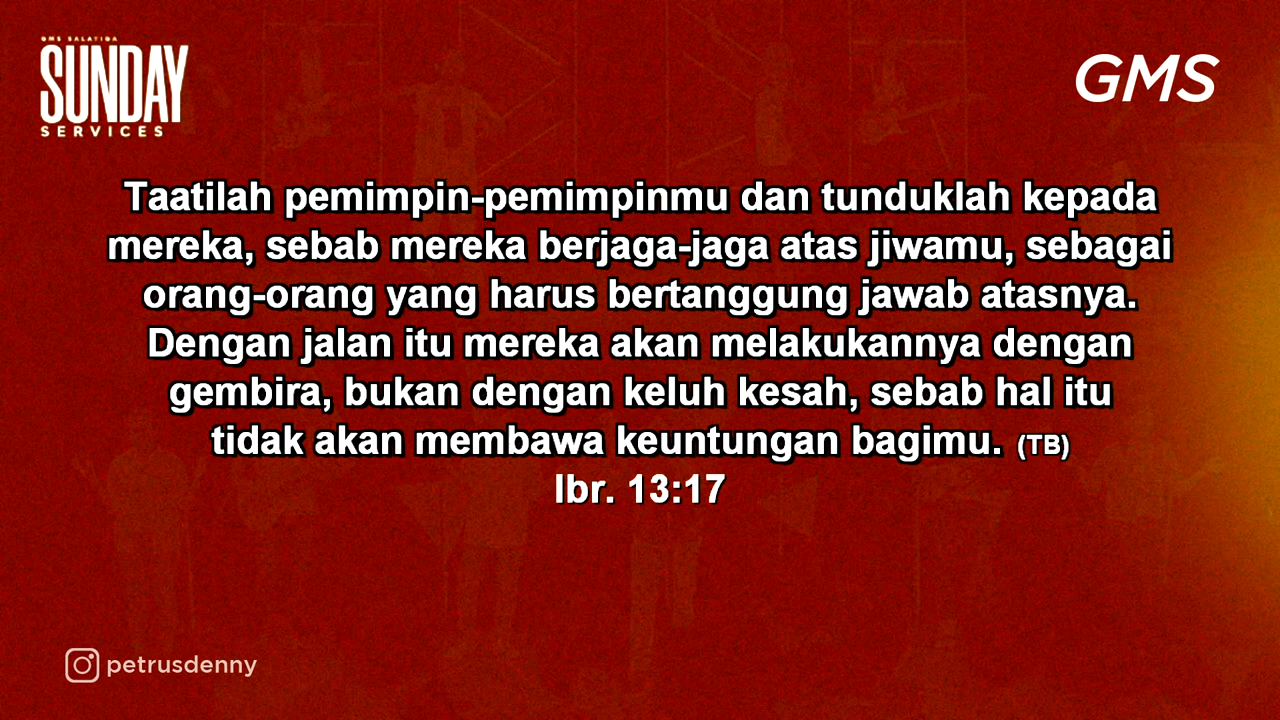 GMS SALATIGA
SUNDAY
SERVICES
GMS
Taatilah pemimpin-pemimpinmu dan tunduklah kepada
mereka, sebab mereka berjaga-jaga atas jiwamu, sebagai
orang-orang yang harus bertanggung jawab atasnya.
Dengan jalan itu mereka akan melakukannya dengan
gembira, bukan dengan keluh kesah, sebab hal itu
tidak akan membawa keuntungan bagimu. (TB)
Ibr. 13:17
petrusdenny